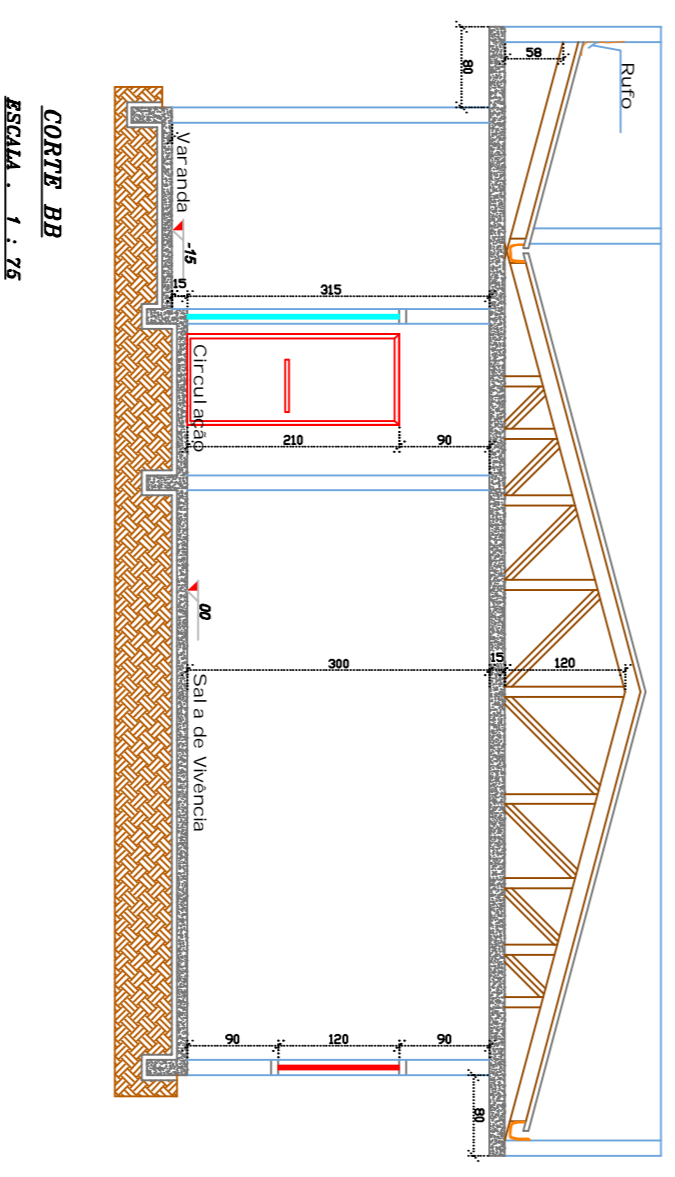 Rufo
58
80
Varanda
-15
15
315
Circulação
210
90
00
Sala de Vivência
300
15
120
90
120
90
80
CORTE BB
ESCALA . 1 : 75